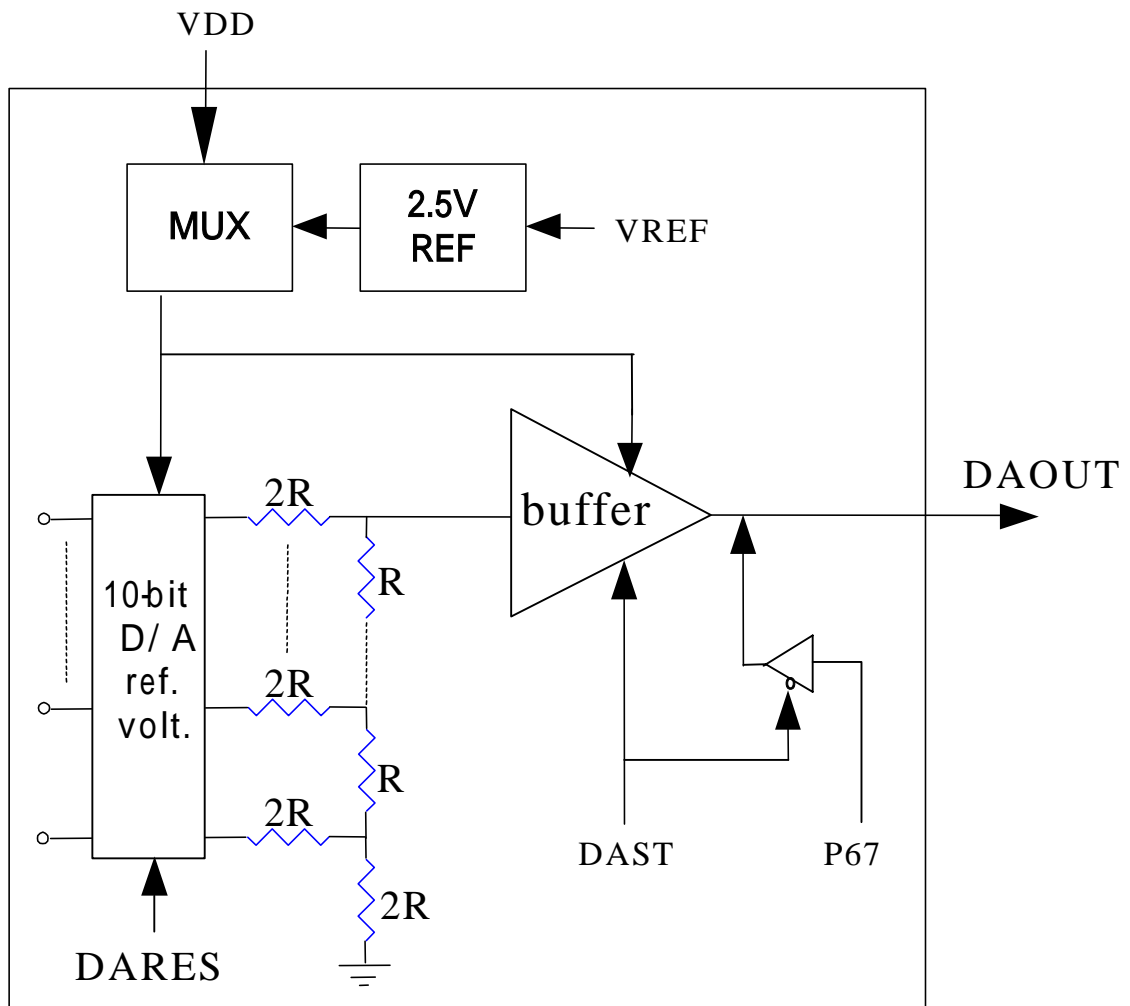 VDD
MUX
2.5V
REF
VREF
buffer
DAOUT
2R
R
10-bit
D/ A
ref.
volt.
2R
R
2R
2R
DAST
P67
DARES